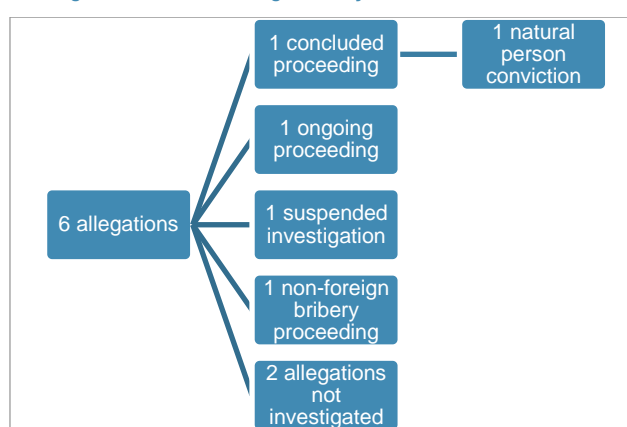 1 concluded
proceeding
1 natural
person
conviction
1 ongoing
proceeding
6 allegations
1 suspended
investigation
1 non-foreign
bribery
proceeding
2 allegations
not
investigated